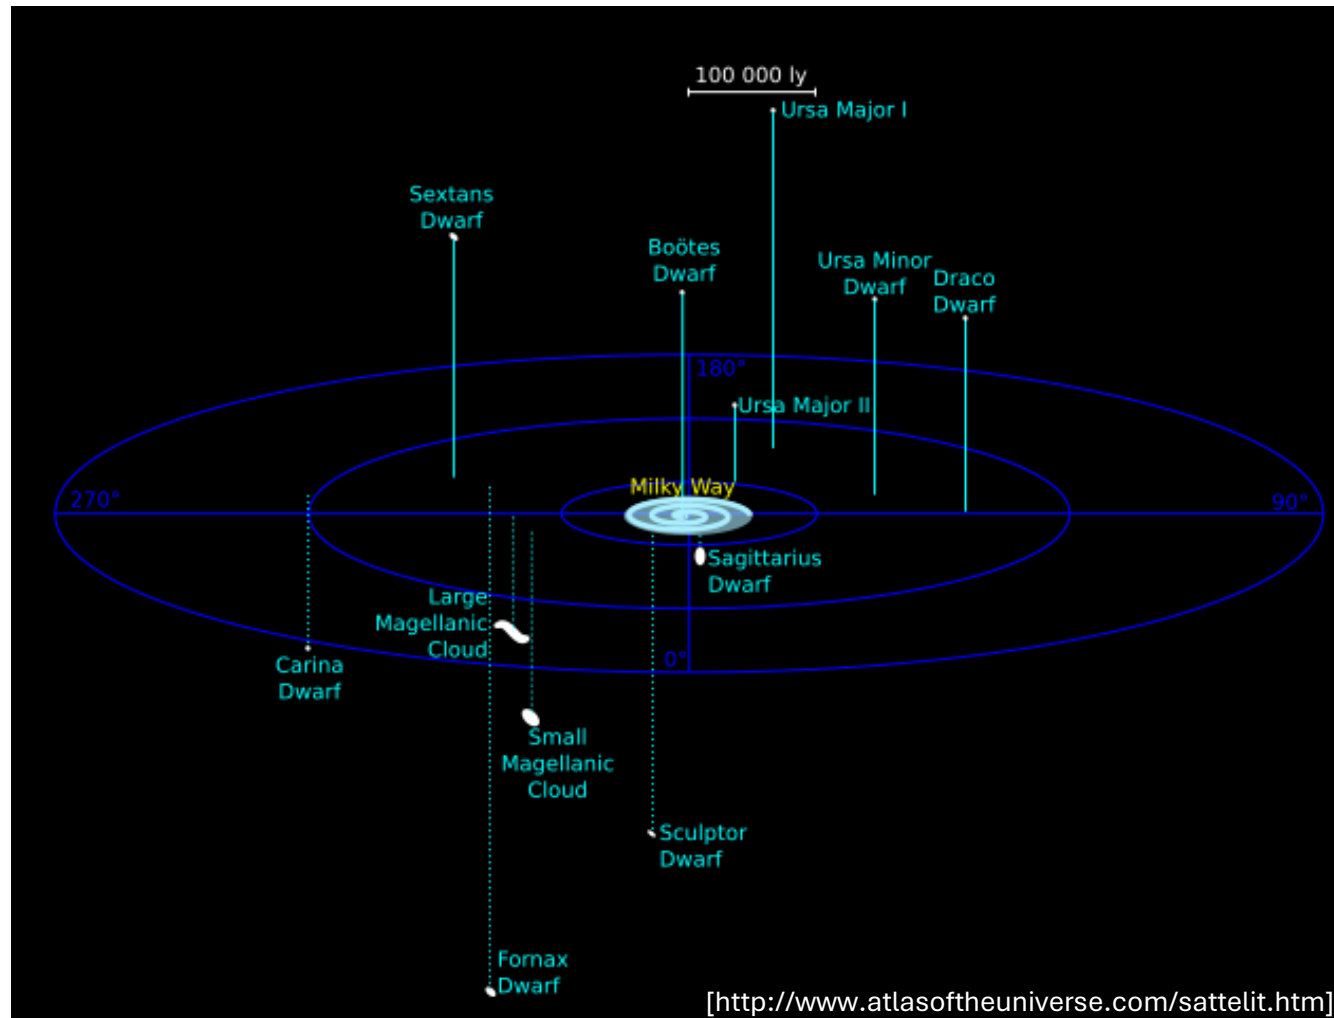 100 000 ly
Ursa Major I
Sextans
Dwarf
Boötes
Dwarf
Ursa Minor
Dwarf
Draco
Dwarf
180°
Ursa Major II
270°
Milky Way
90°
Sagittarius
Dwarf
Large
Magellanic
Cloud
0°
Carina
Dwarf
Small
Magellanic
Cloud
Sculptor
Dwarf
Fornax
Dwarf
[http://www.atlasoftheuniverse.com/sattelit.htm]